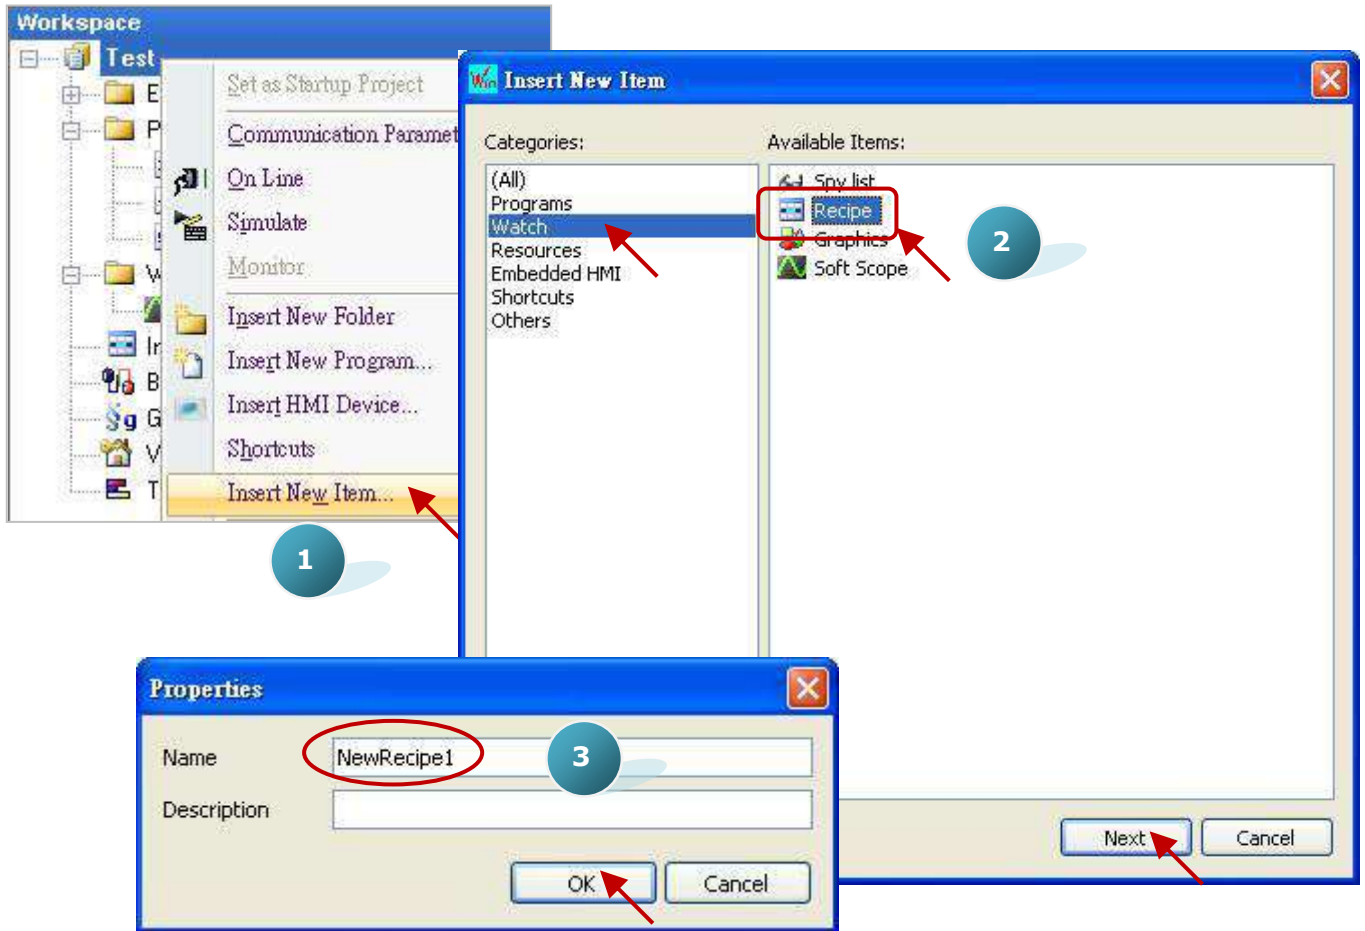 Workspace
Test
E
P
W
In
B
g G
V
T
Set as Startup Project
Communication Paramet
On Line
Simulate
Monitor
Insert New Folder
Insert New Program...
Insert HMI Device...
Shortcuts
Insert New Item...
1
Win Insert New Item
Categories:
(All)
Programs
Watch
Resources
Embedded HMI
Shortcuts
Others
Available Items:
Spy list
Recipe
Graphics
Soft Scope
2
Next
Cancel
Properties
Name
NewRecipe1
3
Description
OK
Cancel